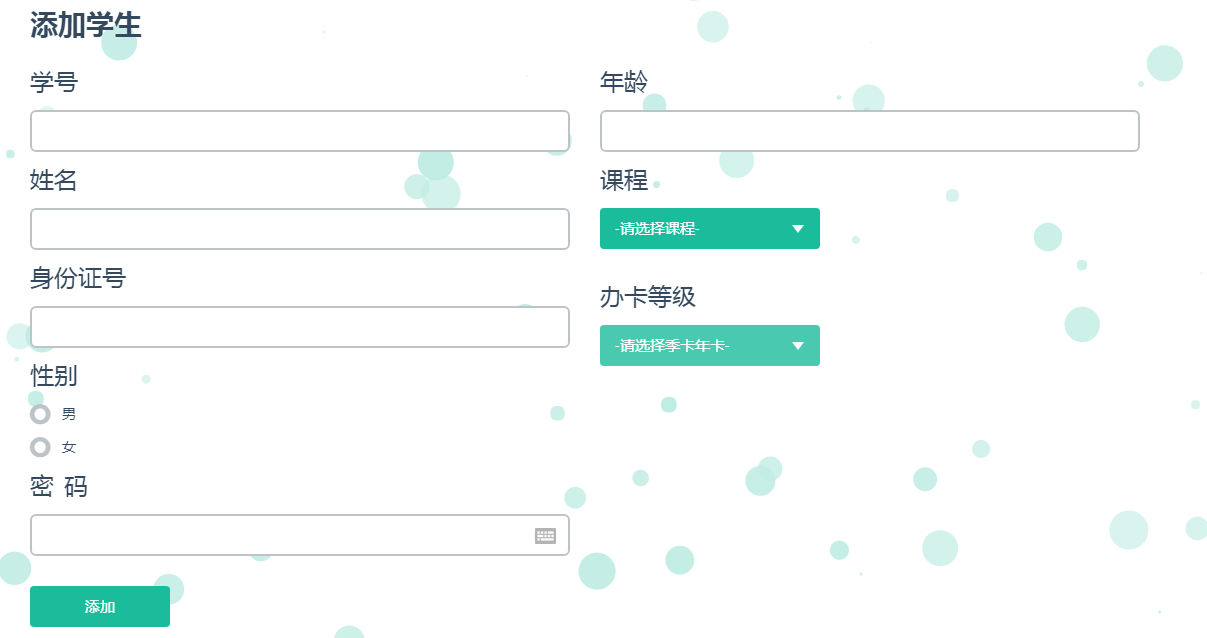 添加学生
学号
年龄
姓名
课程
-请选择课程-
身份证号
办卡等级
-请选择季卡年卡-
性别
男
女
密 码
添加